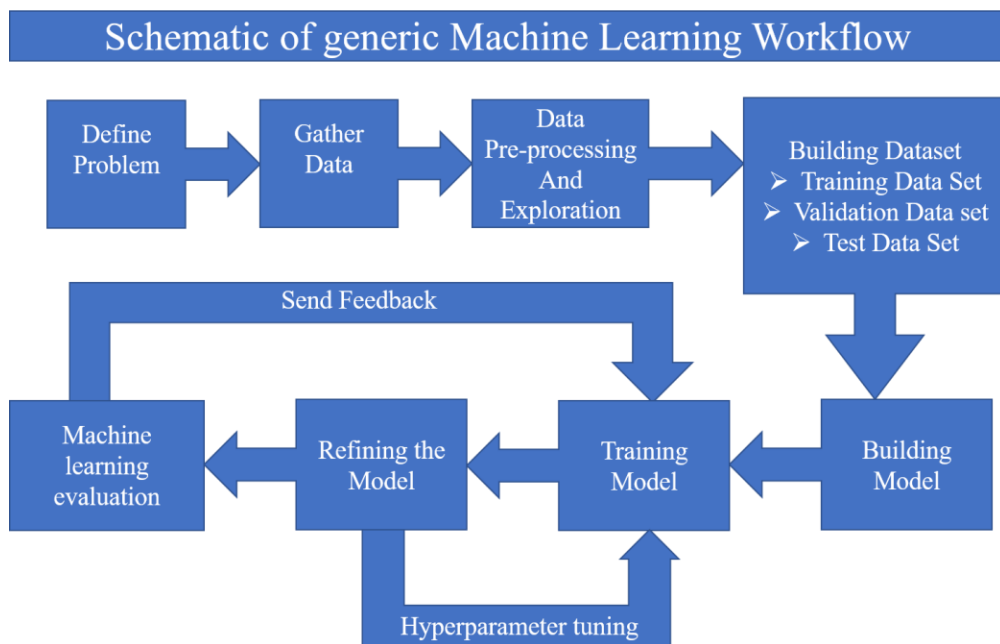 Schematic of generic Machine Learning Workflow
Define
Problem
Gather
Data
Data
Pre-processing
And
Exploration
Building Dataset
➢ Training Data Set
➢ Validation Data set
➢ Test Data Set
Send Feedback
Machine
learning
evaluation
Refining the
Model
Training
Model
Building
Model
Hyperparameter tuning